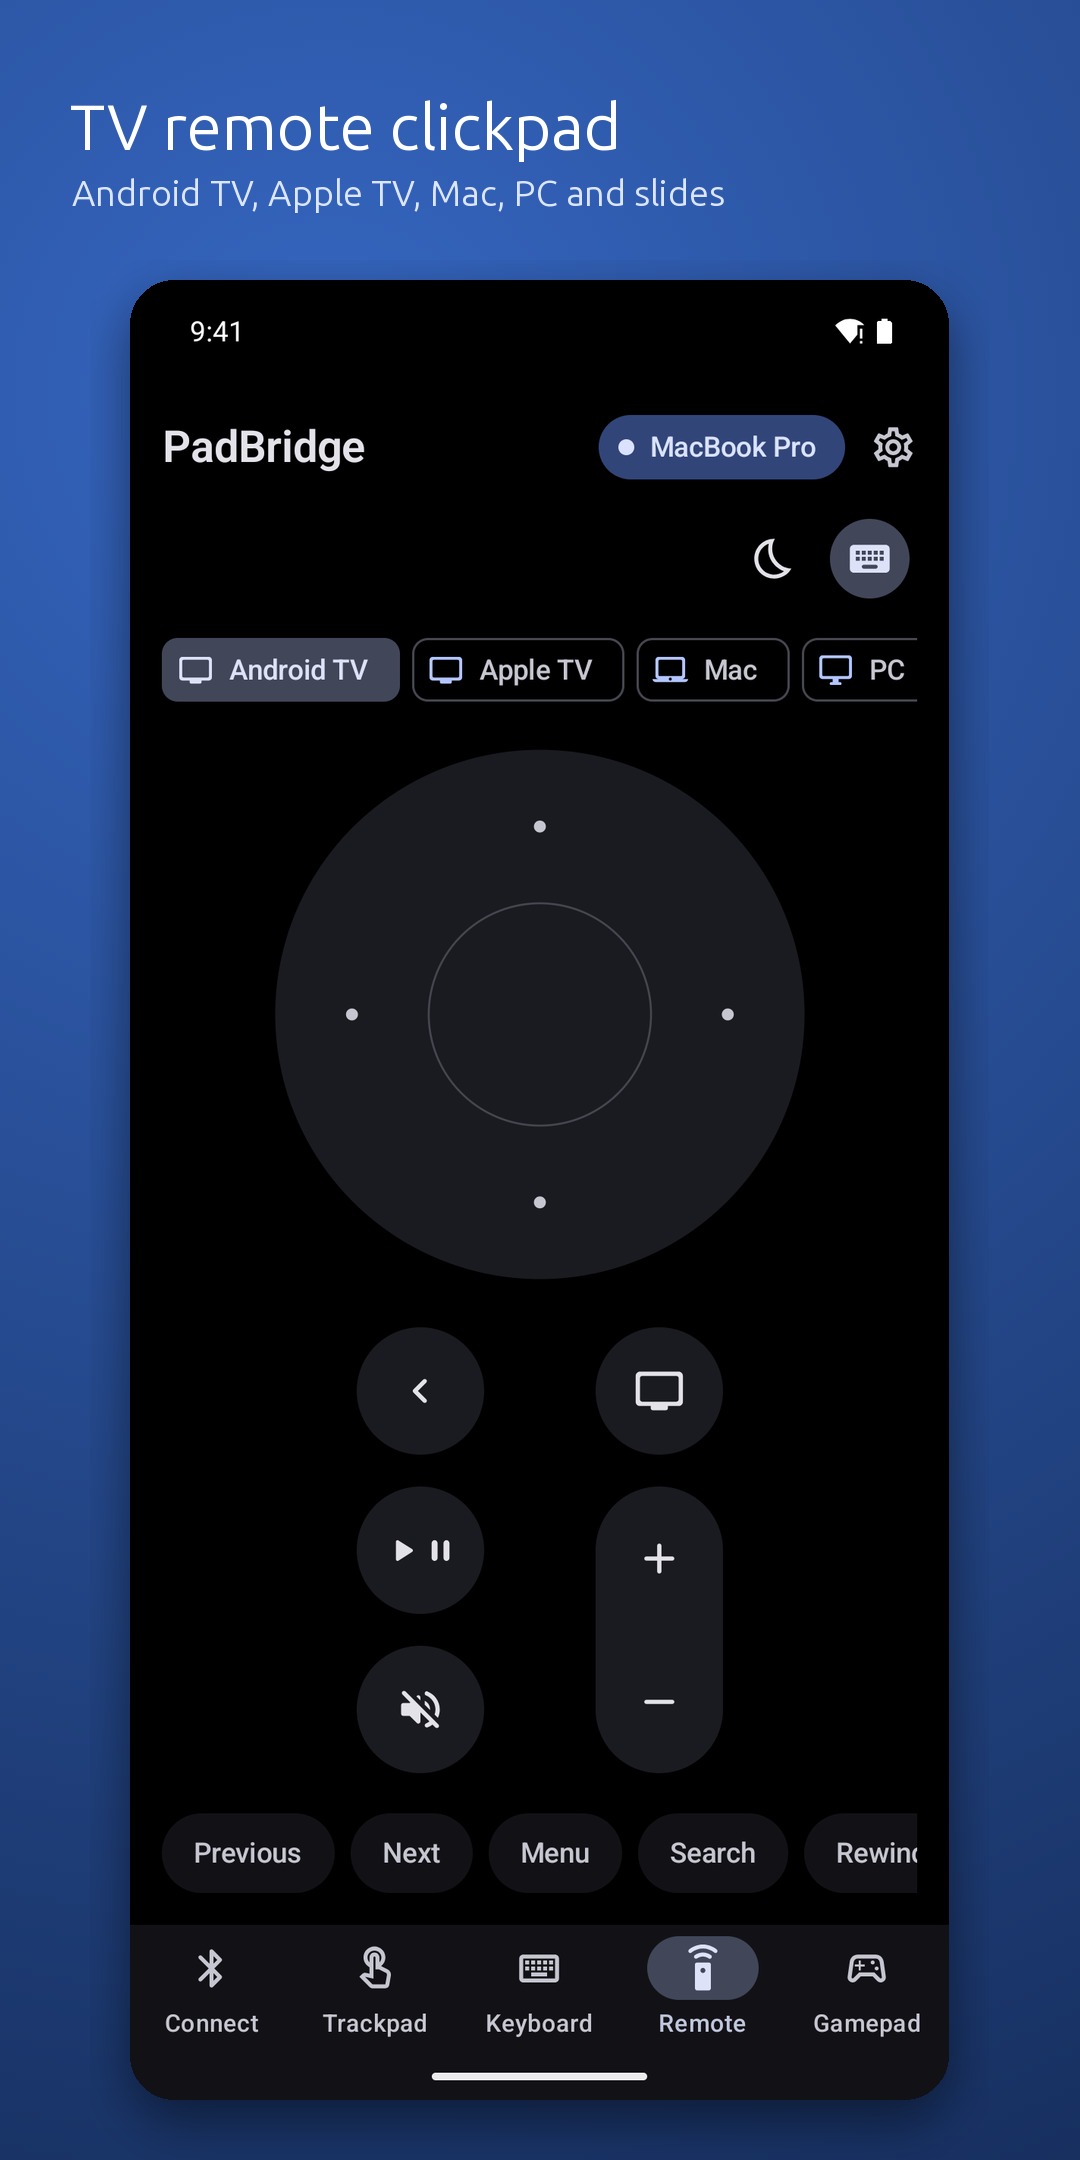 TV remote clickpad
Android TV, Apple TV, Mac, PC and slides
9:41
PadBridge
MacBook Pro
Android TV
Apple TV
Mac
PC
Previous
Next
Menu
Search
Rewind
Connect
Trackpad
Keyboard
Remote
Gamepad